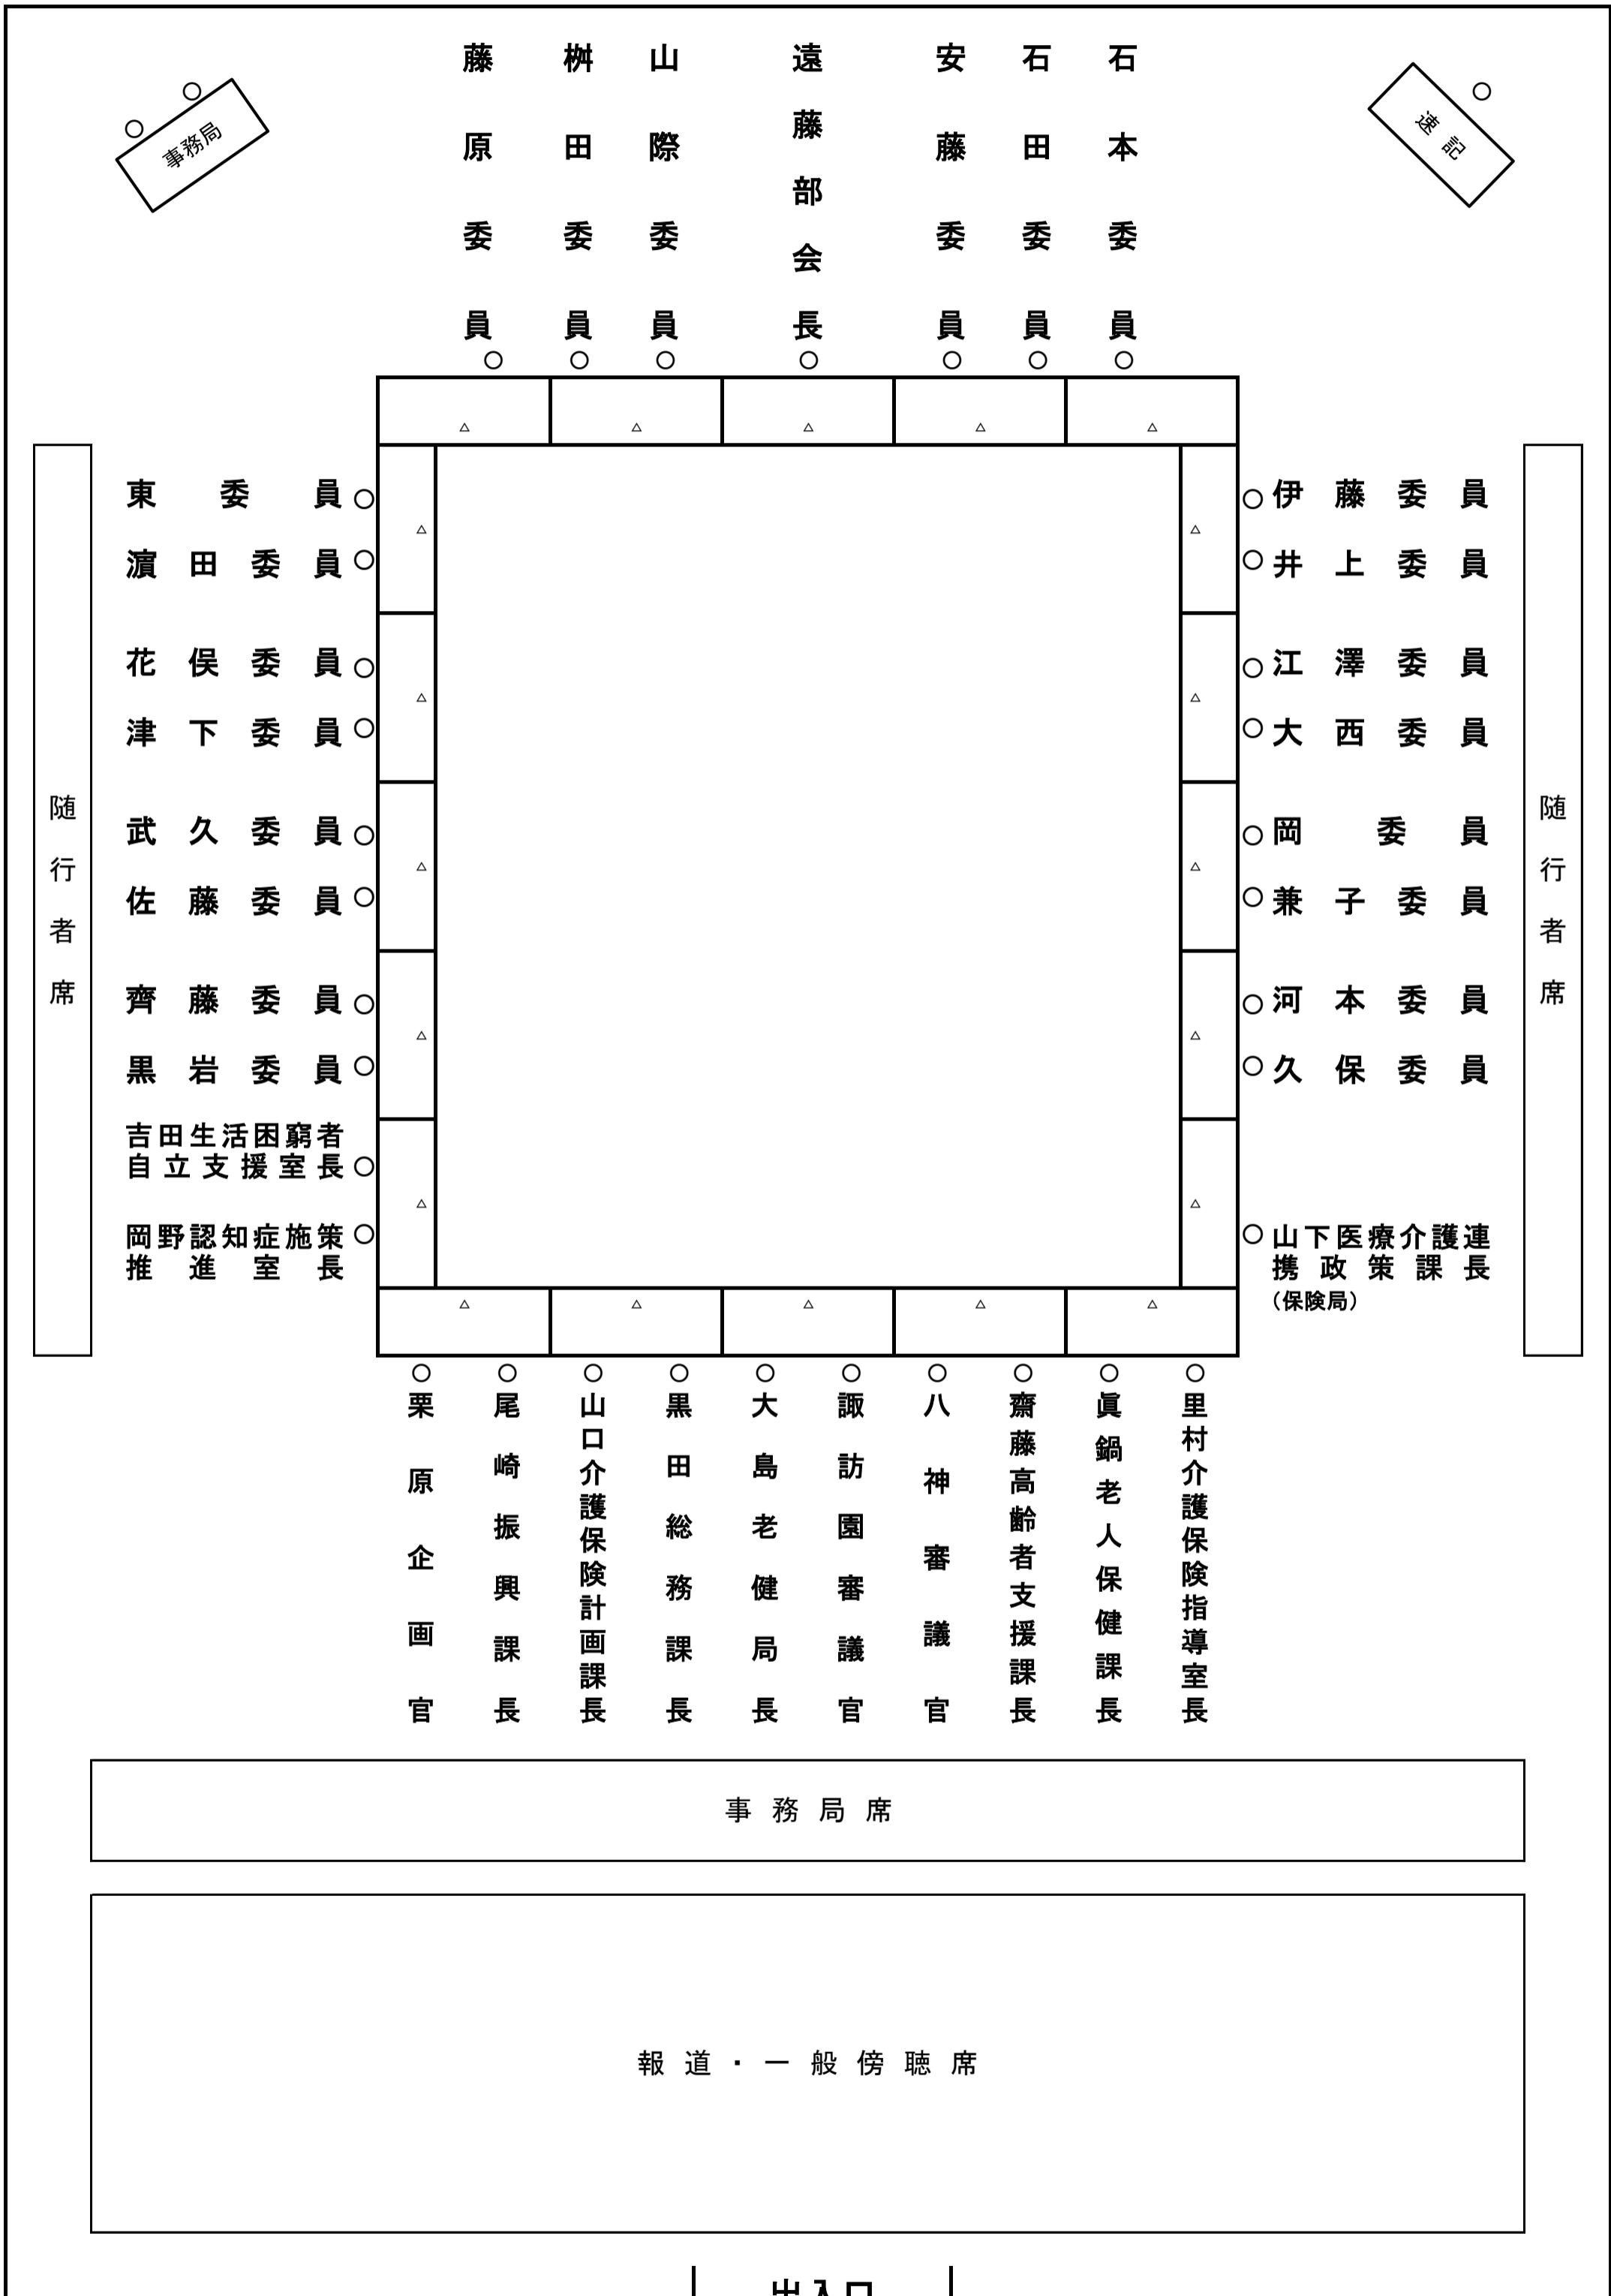 事務局
速記
藤原委員
桝田委員
山際委員
遠藤部会長
安藤委員
石田委員
石本委員
東委員
濵田委員
花俣委員
津下委員
武久委員
佐藤委員
齊藤委員
黒岩委員
吉田生活困窮者
自立支援室長
岡野認知症施策
推進室長
随行者席
伊藤委員
井上委員
江澤委員
大西委員
岡委員
兼子委員
河本委員
久保委員
山下医療介護連
携政策課長
（保険局）
随行者席
栗原企画官
尾崎振興課長
山口介護保険計画課長
黒田総務課長
大島老健局長
諏訪園審議官
八神審議官
齋藤高齢者支援課長
眞鍋老人保健課長
里村介護保険指導室長
事務局席
報道・一般傍聴席
出入口